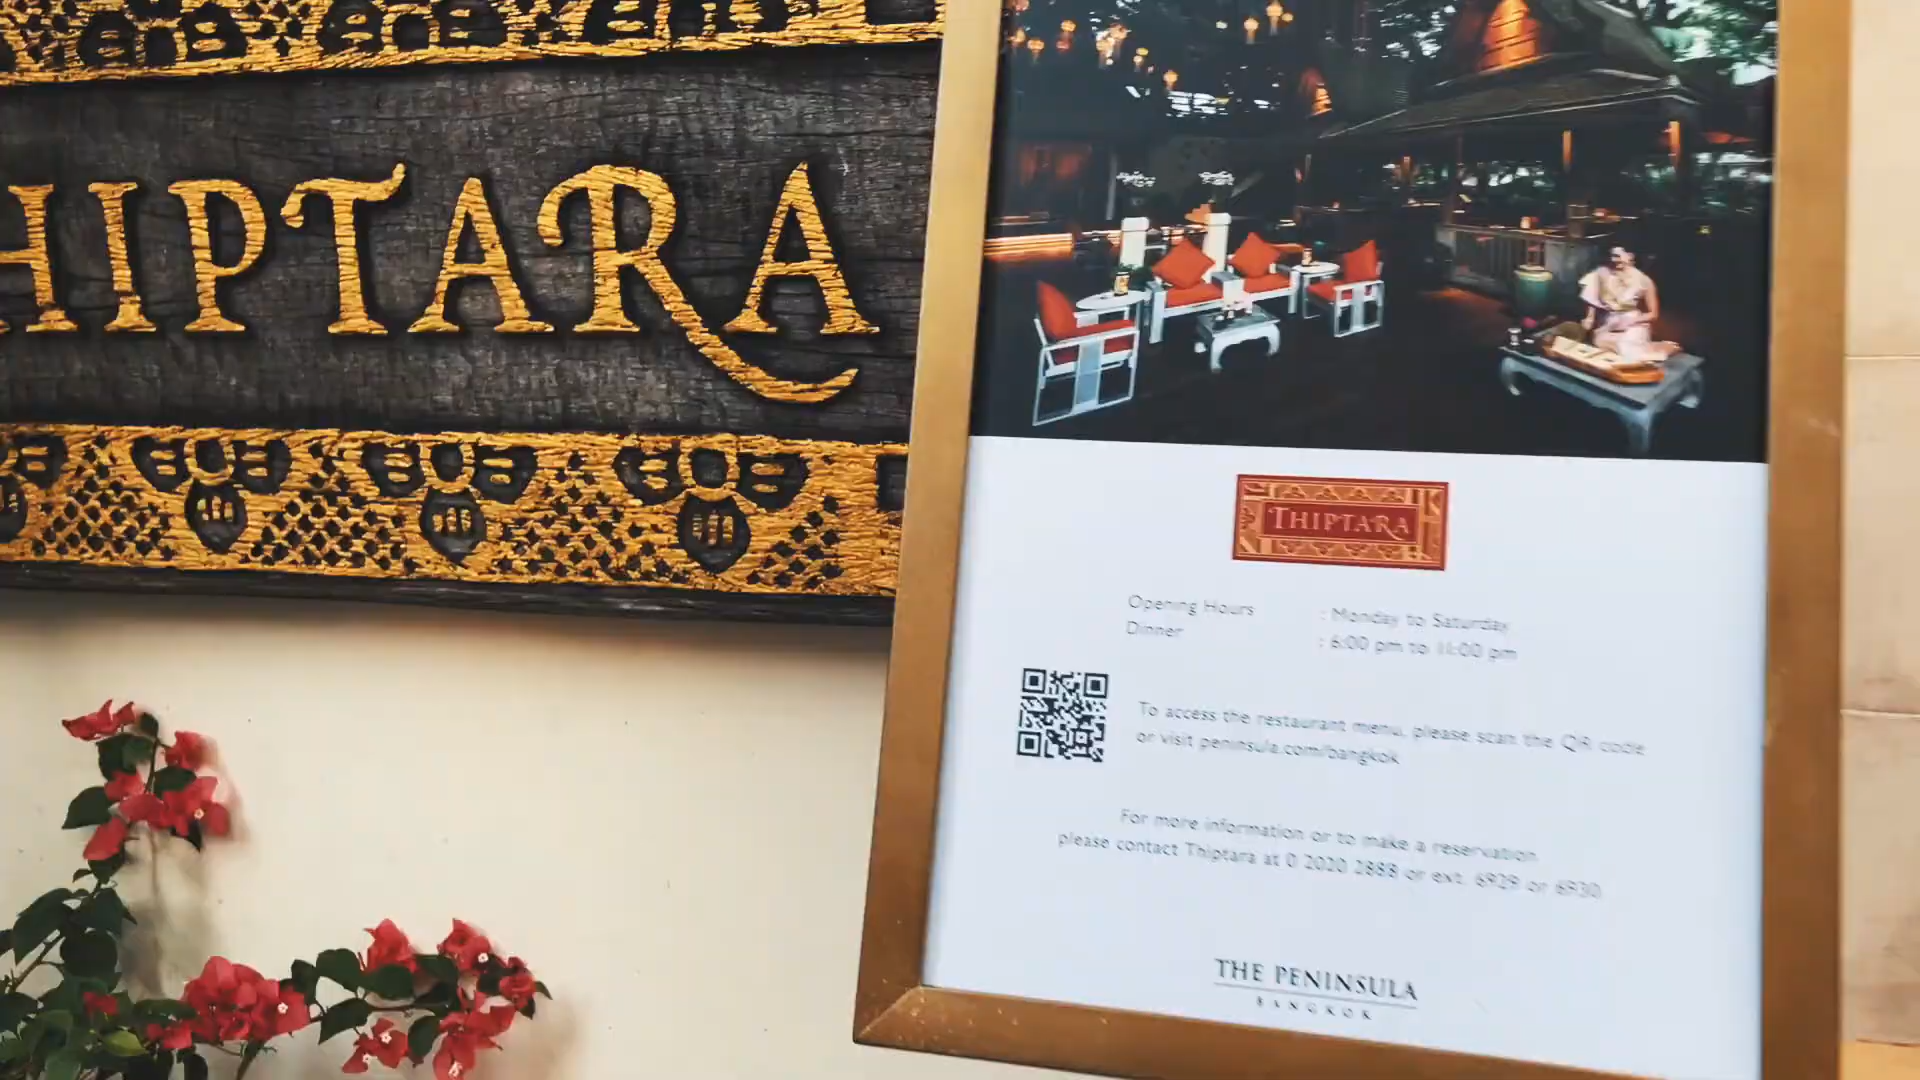 HIPTARA
THIPTARA
Opening Hours : Monday to Saturday
Dinner : 6:00 pm to 11:00 pm
To access the restaurant menu, please scan the QR code
or visit peninsula.com/bangkok
For more information or to make a reservation
please contact Thiptara at 0 2020 2888 or ext. 6929 or 6930
THE PENINSULA
BANGKOK